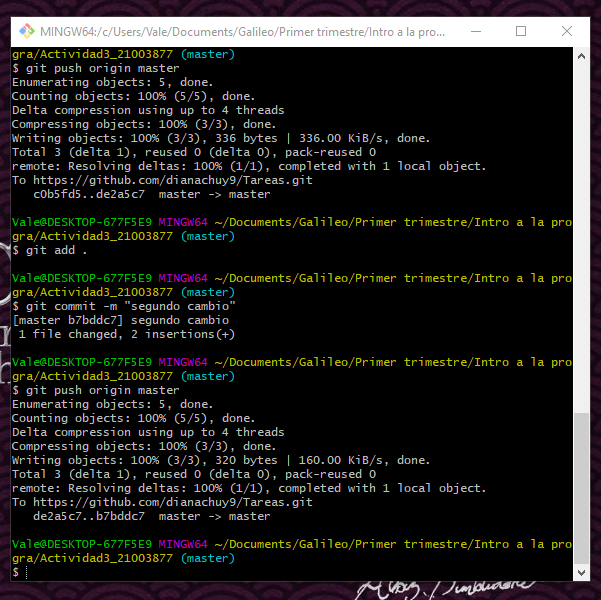 MINGW64:/c/Users/Vale/Documents/Galileo/Primer trimestre/Intro a la pro...
gra/Actividad3_21003877 (master)
$ git push origin master
Enumerating objects: 5, done.
Counting objects: 100% (5/5), done.
Delta compression using up to 4 threads
Compressing objects: 100% (3/3), done.
Writing objects: 100% (3/3), 336 bytes | 336.00 KiB/s, done.
Total 3 (delta 1), reused 0 (delta 0), pack-reused 0
remote: Resolving deltas: 100% (1/1), completed with 1 local object.
To https://github.com/dianachuy9/Tareas.git
   c0b5fd5..de2a5c7  master -> master
Vale@DESKTOP-677F5E9 MINGW64 ~/Documents/Galileo/Primer trimestre/Intro a la pro
gra/Actividad3_21003877 (master)
$ git add .
Vale@DESKTOP-677F5E9 MINGW64 ~/Documents/Galileo/Primer trimestre/Intro a la pro
gra/Actividad3_21003877 (master)
$ git commit -m "segundo cambio"
[master b7bddc7] segundo cambio
 1 file changed, 2 insertions(+)
Vale@DESKTOP-677F5E9 MINGW64 ~/Documents/Galileo/Primer trimestre/Intro a la pro
gra/Actividad3_21003877 (master)
$ git push origin master
Enumerating objects: 5, done.
Counting objects: 100% (5/5), done.
Delta compression using up to 4 threads
Compressing objects: 100% (3/3), done.
Writing objects: 100% (3/3), 320 bytes | 160.00 KiB/s, done.
Total 3 (delta 1), reused 0 (delta 0), pack-reused 0
remote: Resolving deltas: 100% (1/1), completed with 1 local object.
To https://github.com/dianachuy9/Tareas.git
   de2a5c7..b7bddc7  master -> master
Vale@DESKTOP-677F5E9 MINGW64 ~/Documents/Galileo/Primer trimestre/Intro a la pro
gra/Actividad3_21003877 (master)
$